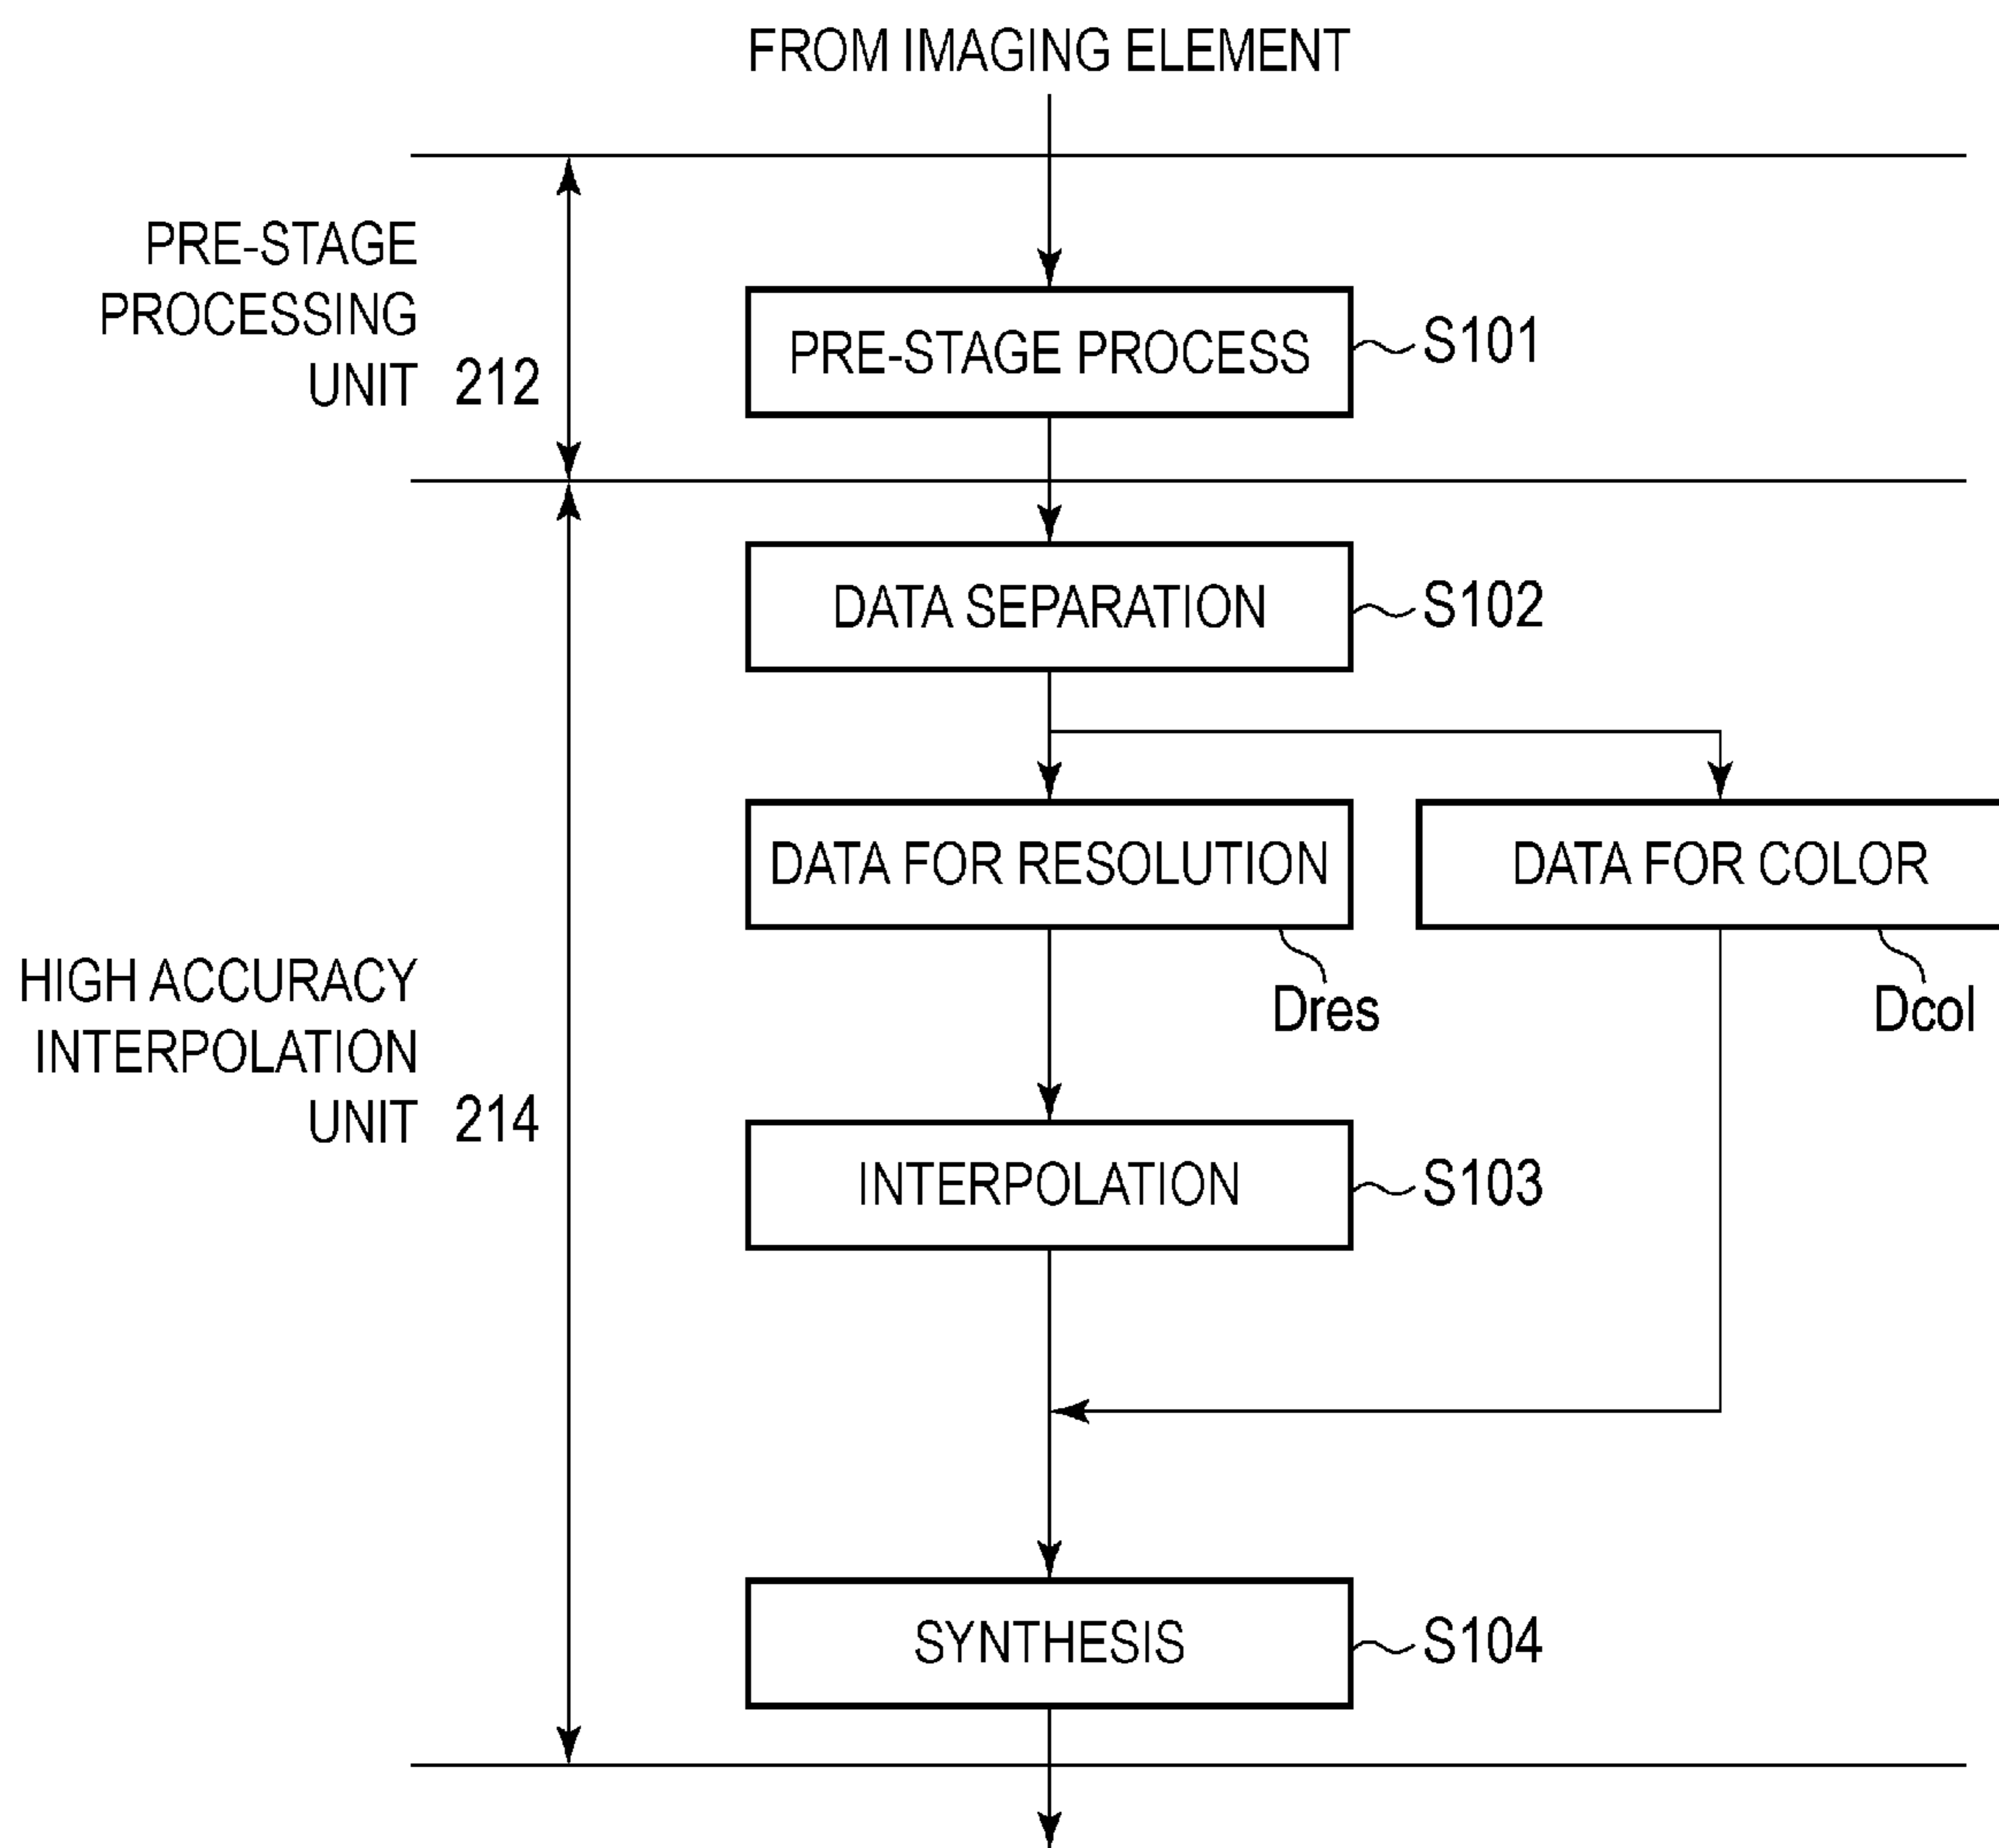 FROM IMAGING ELEMENT
PRE-STAGE
PROCESSING
UNIT 212
PRE-STAGE PROCESS
S101
DATA SEPARATION
S102
DATA FOR RESOLUTION
DATA FOR COLOR
Dres
Dcol
HIGH ACCURACY
INTERPOLATION
UNIT 214
INTERPOLATION
S103
SYNTHESIS
S104